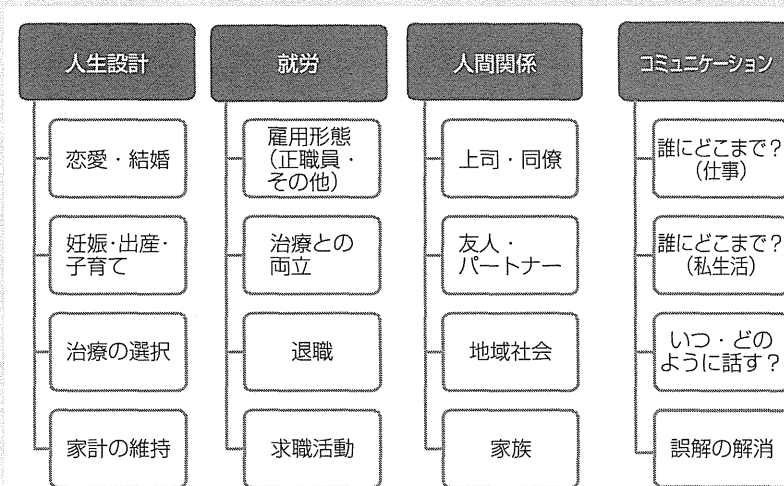 人生設計
恋愛・結婚
妊娠・出産・
子育て
治療の選択
家計の維持
就労
雇用形態
(正職員・
その他)
治療との
両立
退職
求職活動
人間関係
上司・同僚
友人・
パートナー
地域社会
家族
コミュニケーション
誰にどこまで?
(仕事)
誰にどこまで?
(私生活)
いつ・どの
ように話す?
誤解の解消